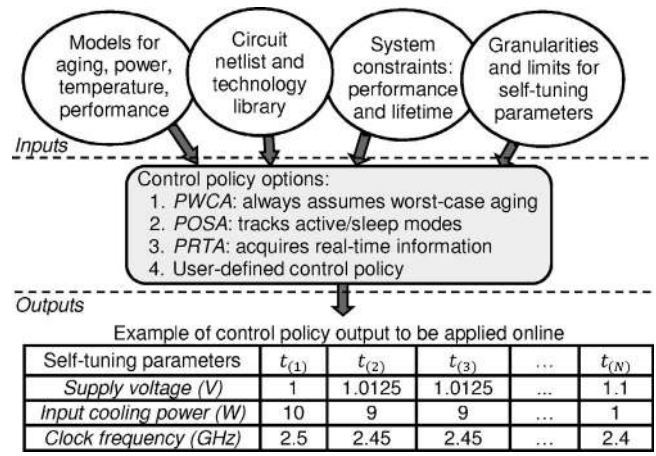 Models for
aging, power,
temperature,
performance
Circuit
netlist and
technology
library
System
constraints:
performance
and lifetime
Granularities
and limits for
self-tuning
parameters
Inputs
Control policy options:
1. PWCA: always assumes worst-case aging
2. POSA: tracks active/sleep modes
3. PRTA: acquires real-time information
4. User-defined control policy
Outputs
Example of control policy output to be applied online
Self-tuning parameters t(1) t(2) t(3) ... t(N)
Supply voltage (V) 1 1.0125 1.0125 ... 1.1
Input cooling power (W) 10 9 9 ... 1
Clock frequency (GHz) 2.5 2.45 2.45 ... 2.4